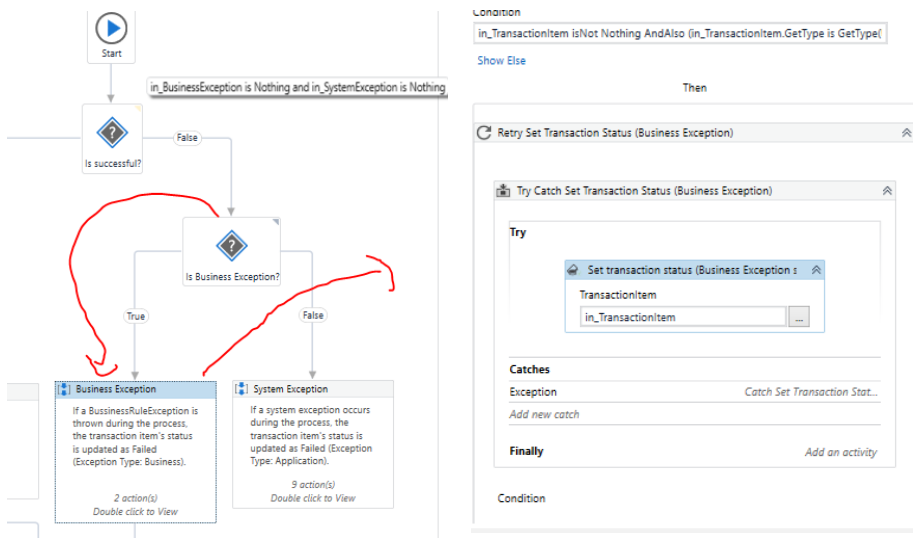 Start
in_BusinessException is Nothing and in_SystemException is Nothing
Is successful?
False
Is Business Exception?
True
False
Business Exception
If a BussinessRuleException is
thrown during the process,
the transaction item's status
is updated as Failed
(Exception Type: Business).
2 action(s)
Double click to View
System Exception
If a system exception occurs
during the process, the
transaction item's status is
updated as Failed (Exception
Type: Application).
9 action(s)
Double click to View
Condition
in_TransactionItem isNot Nothing AndAlso (in_TransactionItem.GetType is GetType(
Show Else
Then
Retry Set Transaction Status (Business Exception)
Try Catch Set Transaction Status (Business Exception)
Try
Set transaction status (Business Exception s
TransactionItem
in_TransactionItem
...
Catches
Exception
Catch Set Transaction Stat...
Add new catch
Finally
Add an activity
Condition